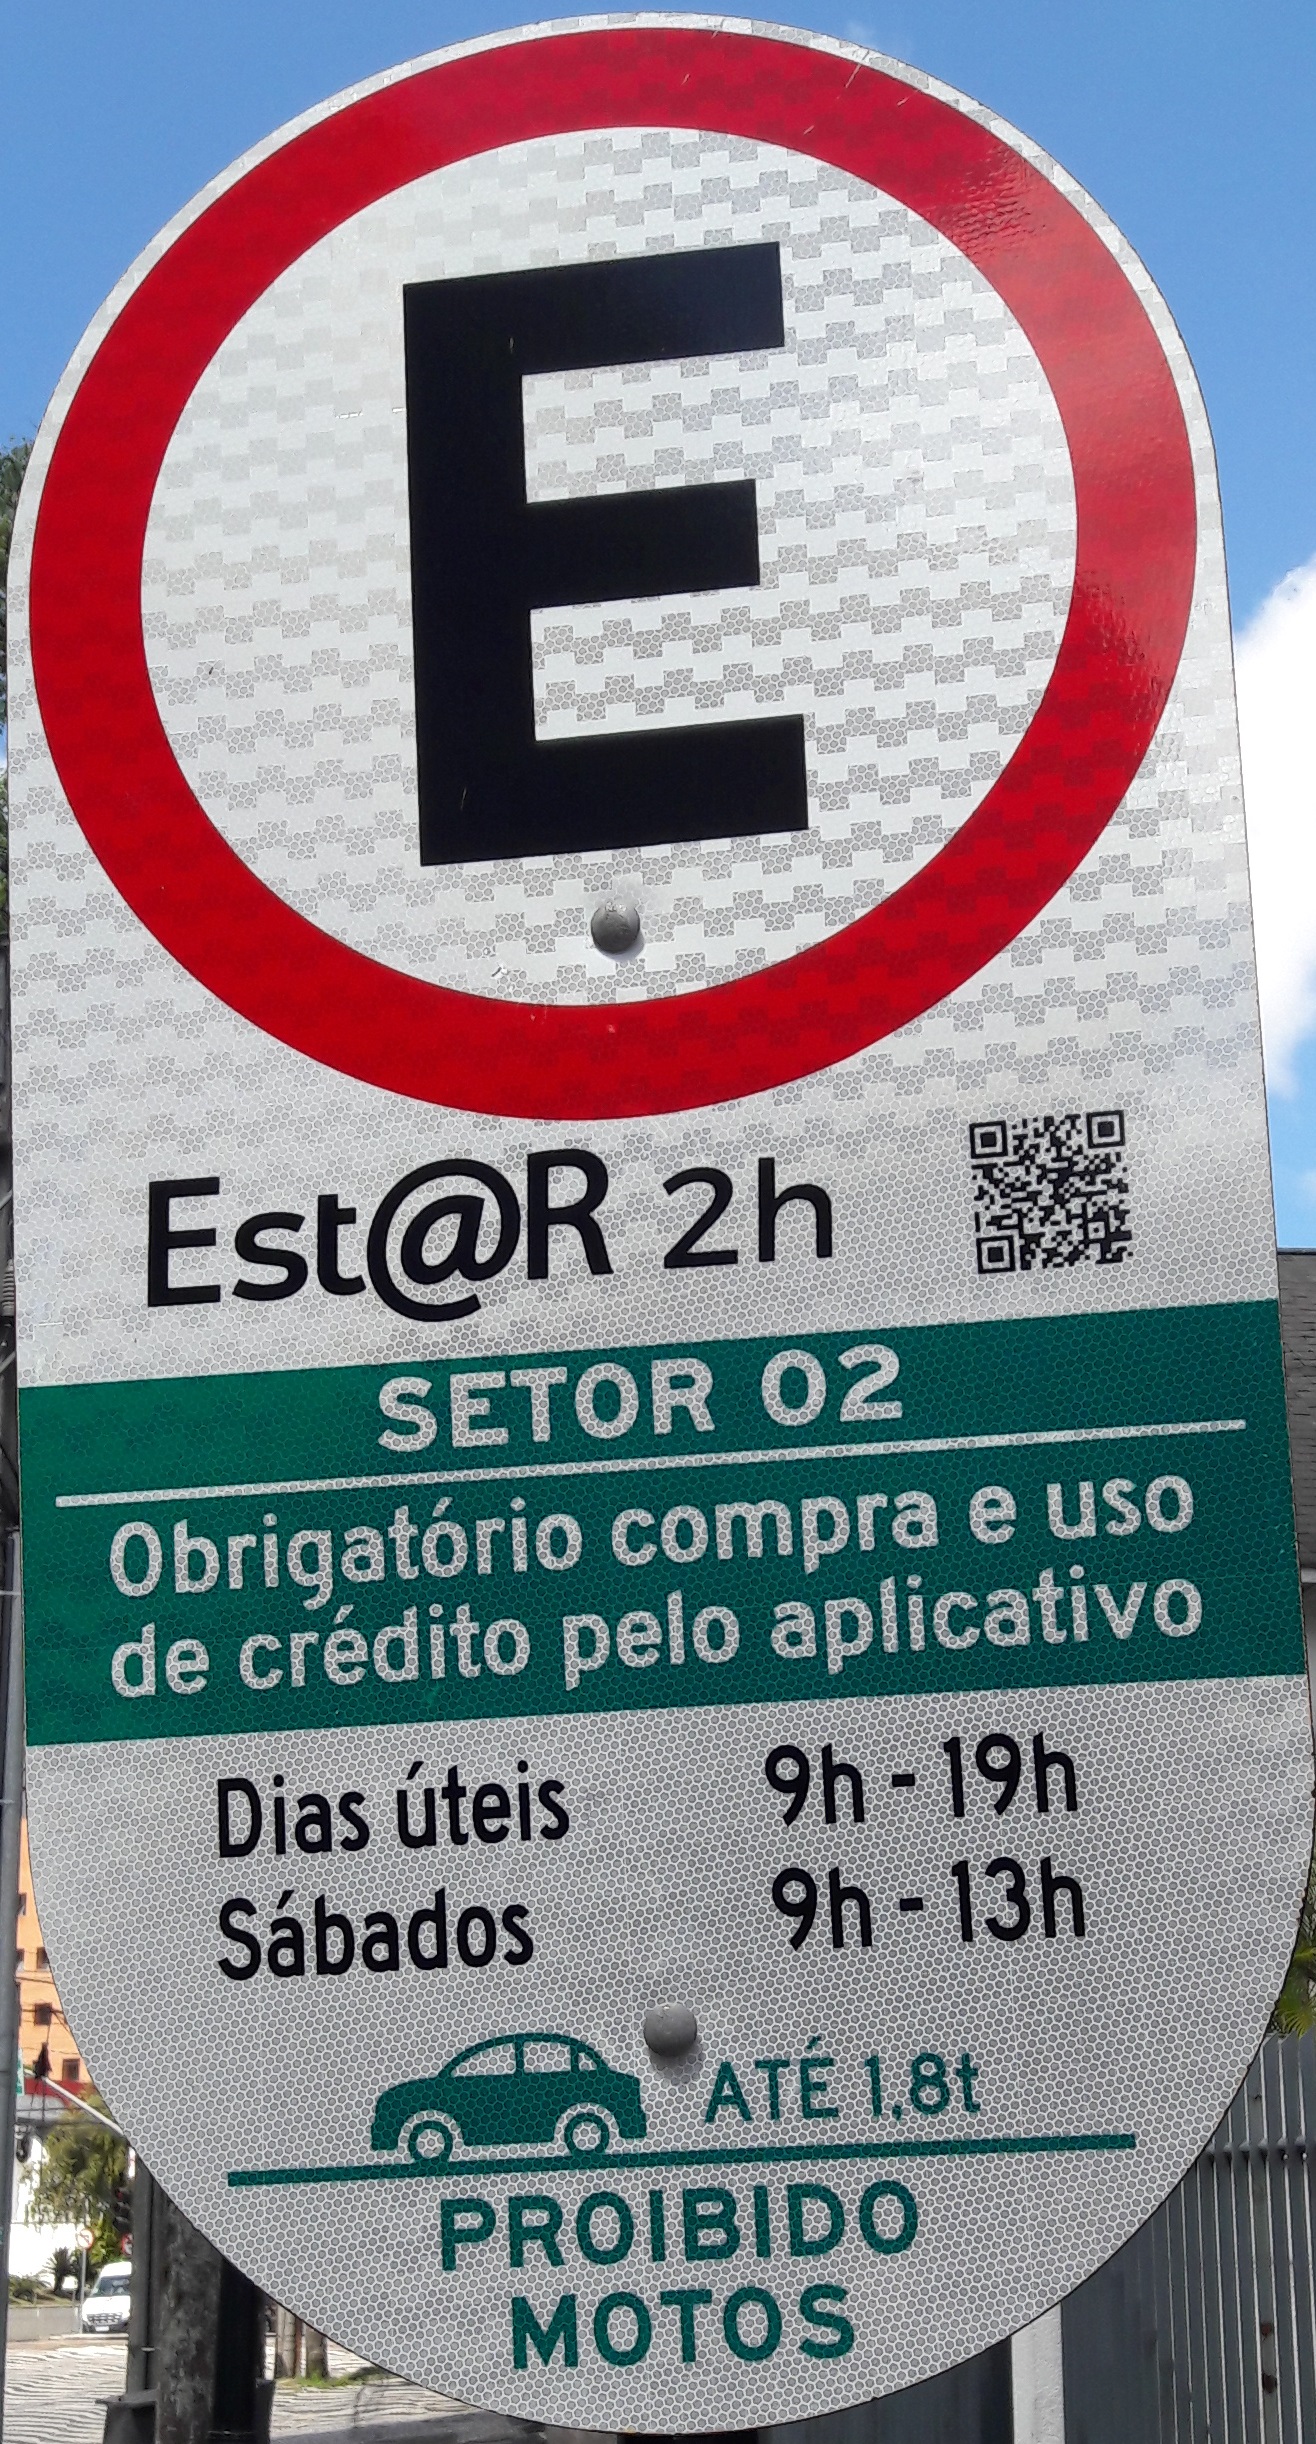 E
Est@R 2h
SETOR 02
Obrigatório compra e uso
de crédito pelo aplicativo
Dias úteis 9h - 19h
Sábados 9h - 13h
ATÉ 1,8t
PROIBIDO
MOTOS